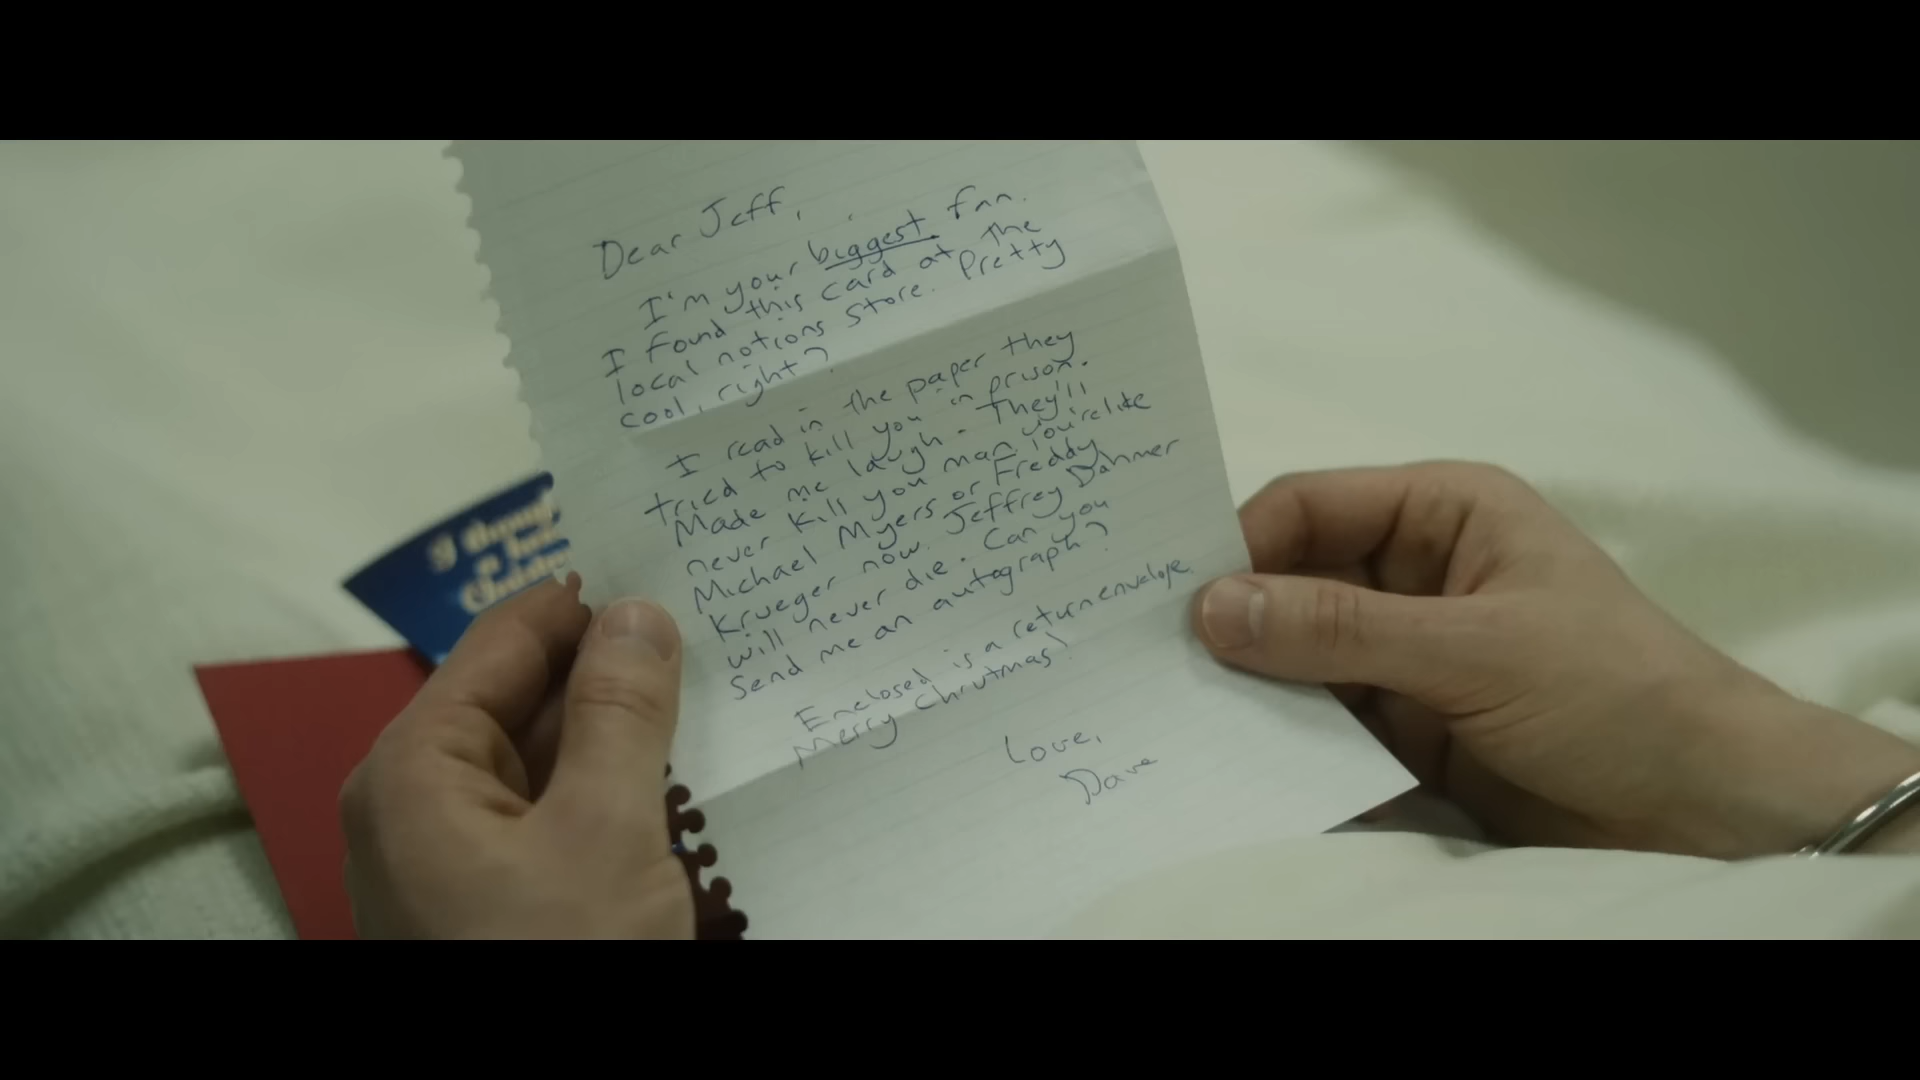 Dear Jeff,
I'm your biggest fan.
I found this card at the
local notions store. Pretty
cool, right?
I read in the paper they
tried to kill you in prison.
Made me laugh. They'll
never kill you man. You're like
Michael Myers or Freddy
Krueger now. Jeffrey Dahmer
will never die. Can you
Send me an autograph?
Enclosed is a return envelope.
Merry Christmas!
Love,
Dave
I
a